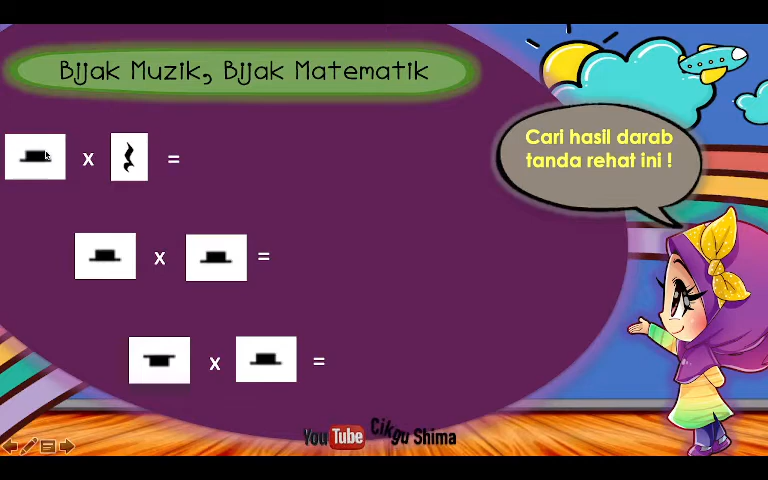 Bijak Muzik, Bijak Matematik
Cari hasil darab
tanda rehat ini !
x =
x =
x =
YouTube Cikgu Shima